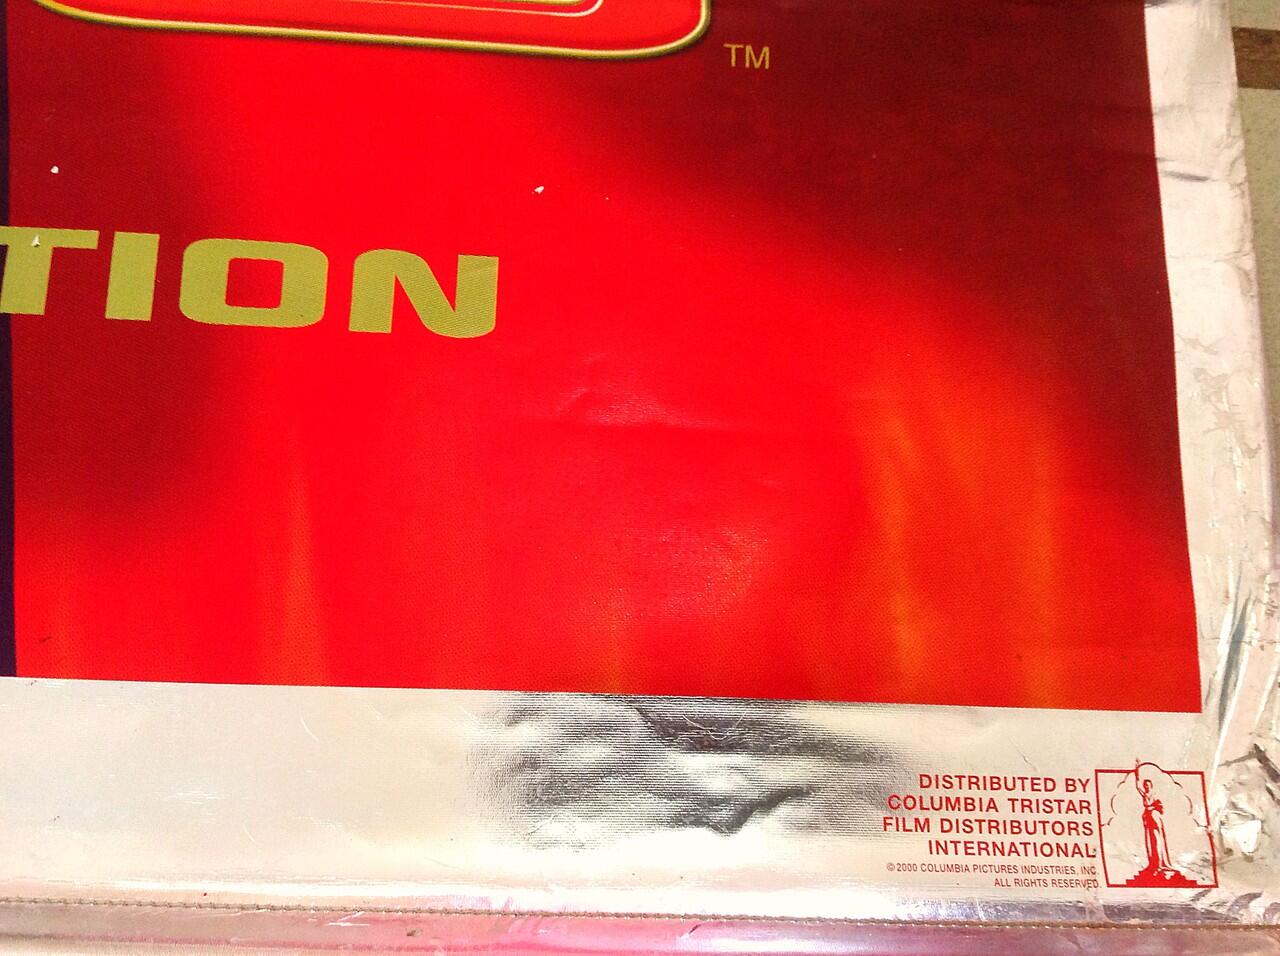 TM
TION
DISTRIBUTED BY
COLUMBIA TRISTAR
FILM DISTRIBUTORS
INTERNATIONAL
©2000 COLUMBIA PICTURES INDUSTRIES, INC.
ALL RIGHTS RESERVED.